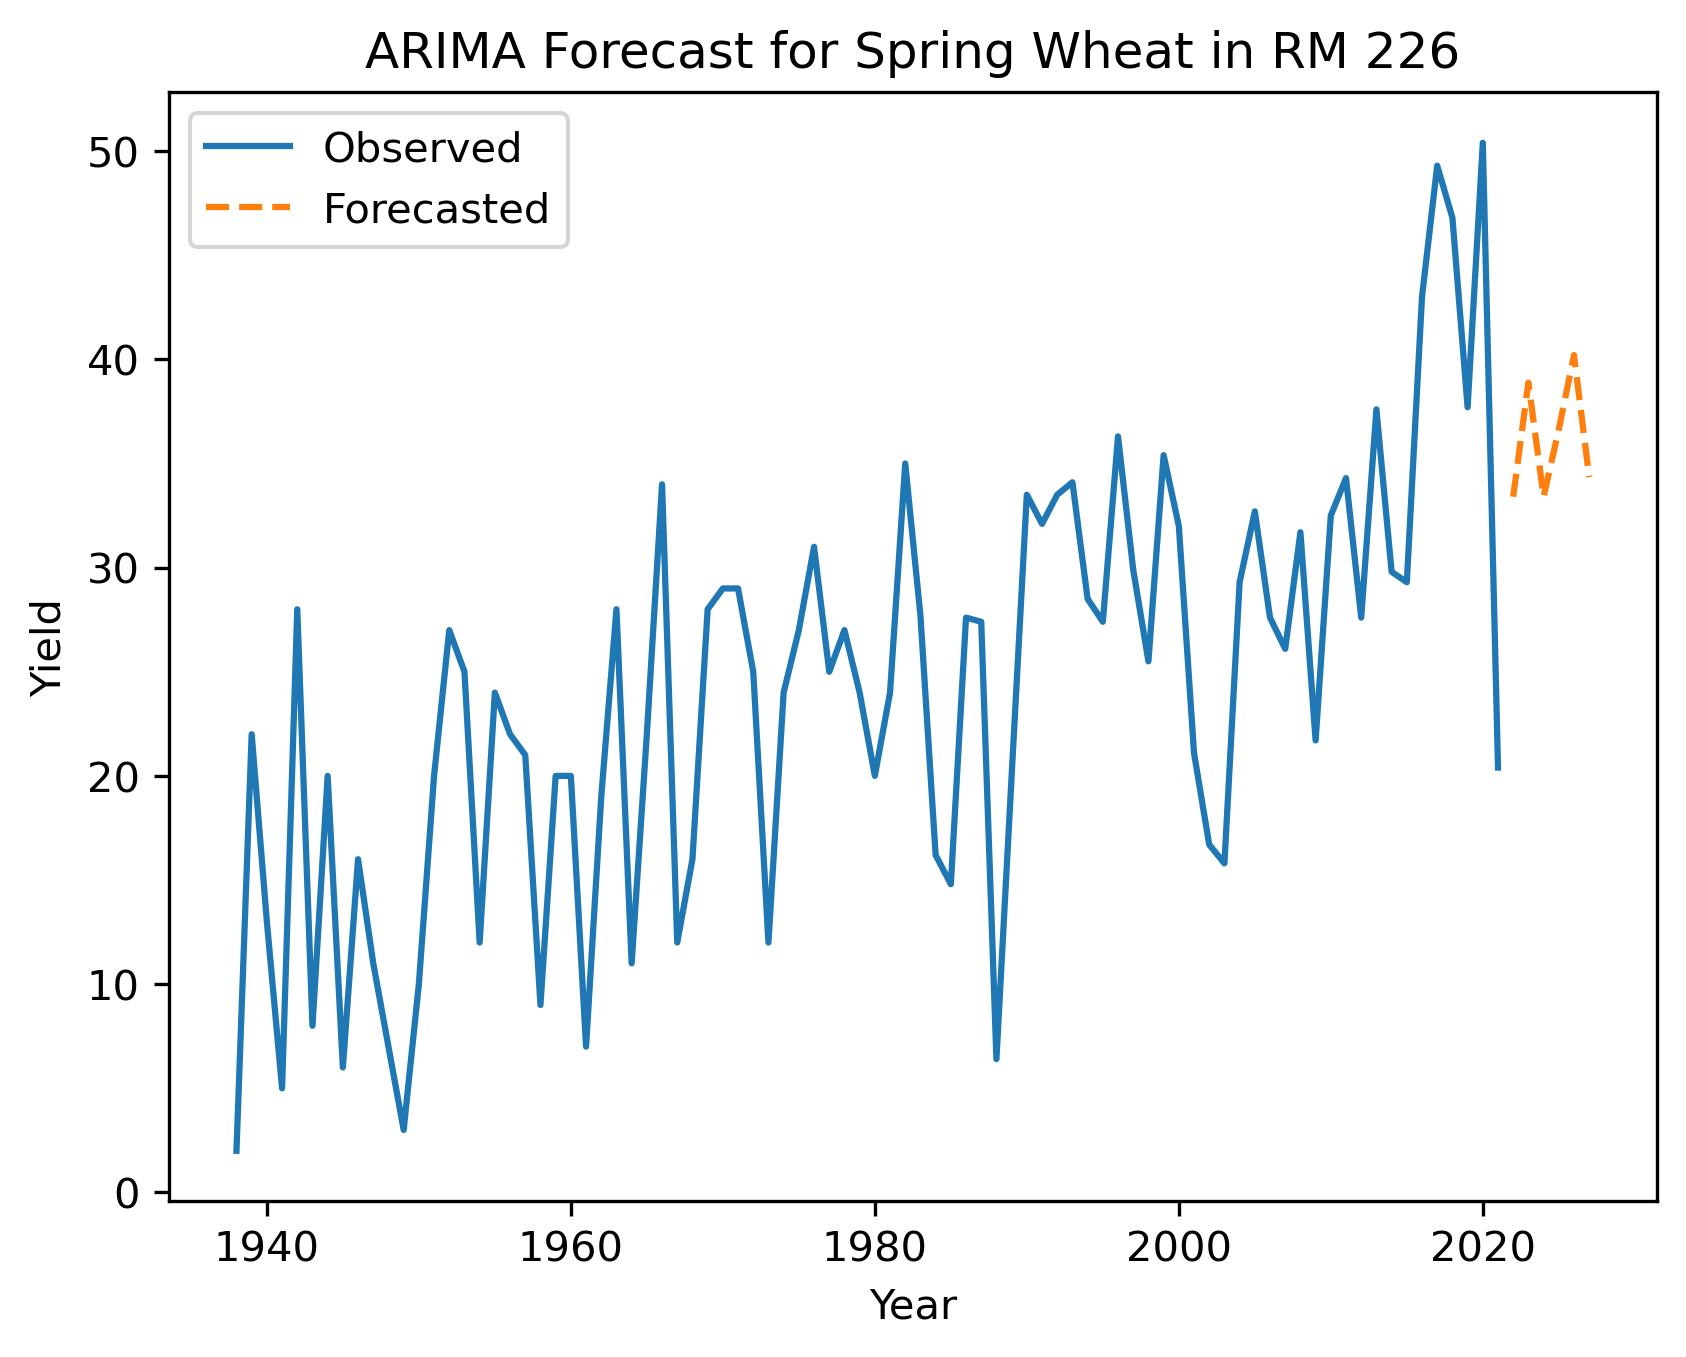 ARIMA Forecast for Spring Wheat in RM 226
Observed
Forecasted
50
40
30
20
10
0
Yield
1940 1960 1980 2000 2020
Year